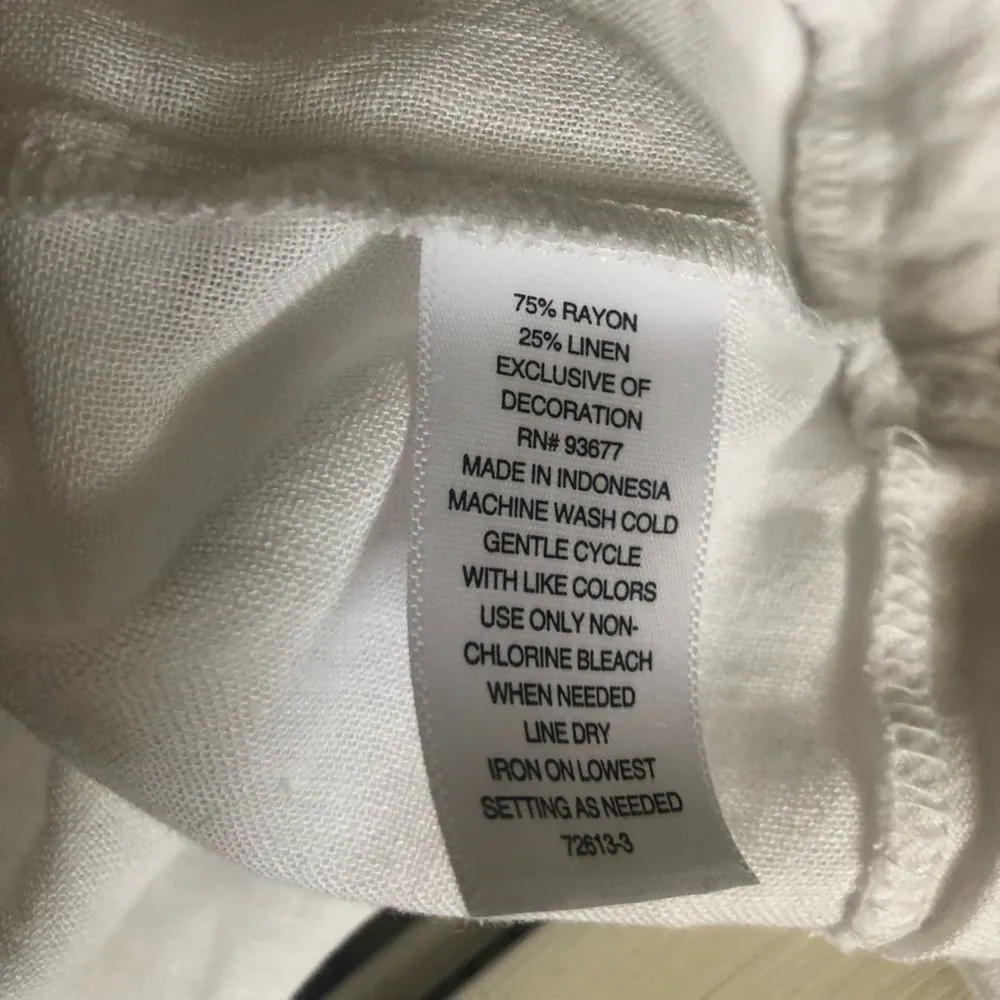 75% RAYON
25% LINEN
EXCLUSIVE OF
DECORATION
RN# 93677
MADE IN INDONESIA
MACHINE WASH COLD
GENTLE CYCLE
WITH LIKE COLORS
USE ONLY NON-
CHLORINE BLEACH
WHEN NEEDED
LINE DRY
IRON ON LOWEST
SETTING AS NEEDED
72613-3